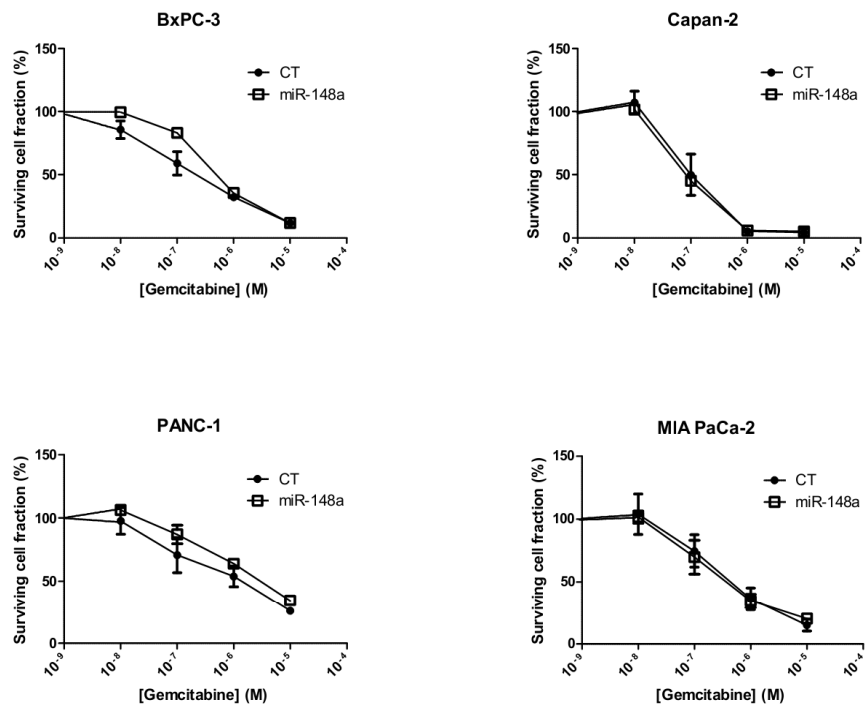 BxPC-3
Surviving cell fraction (%)
150
100
50
0
CT
miR-148a
10⁻⁹ 10⁻⁸ 10⁻⁷ 10⁻⁶ 10⁻⁵ 10⁻⁴
[Gemcitabine] (M)
Capan-2
Surviving cell fraction (%)
150
100
50
0
CT
miR-148a
10⁻⁹ 10⁻⁸ 10⁻⁷ 10⁻⁶ 10⁻⁵ 10⁻⁴
[Gemcitabine] (M)
PANC-1
Surviving cell fraction (%)
150
100
50
0
CT
miR-148a
10⁻⁹ 10⁻⁸ 10⁻⁷ 10⁻⁶ 10⁻⁵ 10⁻⁴
[Gemcitabine] (M)
MIA PaCa-2
Surviving cell fraction (%)
150
100
50
0
CT
miR-148a
10⁻⁹ 10⁻⁸ 10⁻⁷ 10⁻⁶ 10⁻⁵ 10⁻⁴
[Gemcitabine] (M)